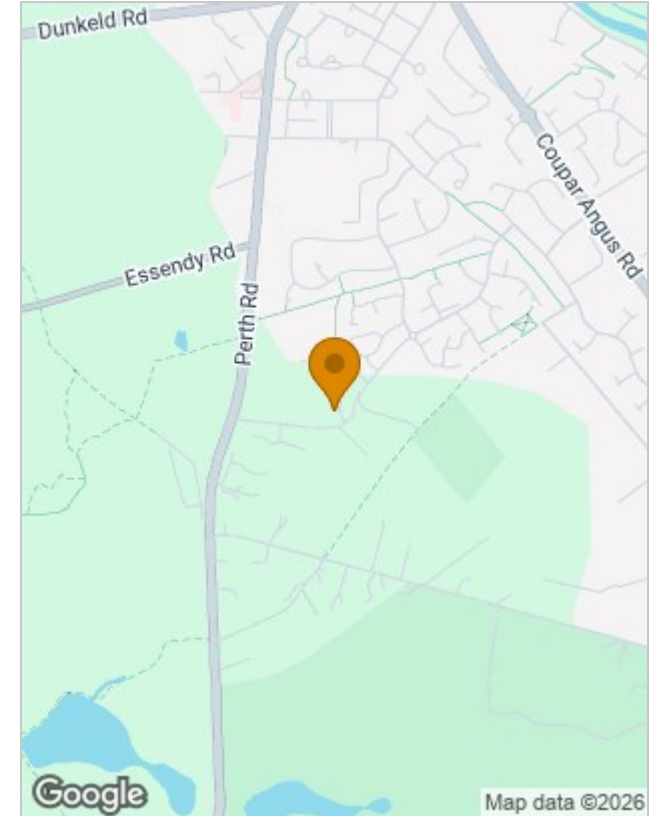 Dunkeld Rd
Coupar Angus Rd
Essendy Rd
Perth Rd
Google
Map data ©2026